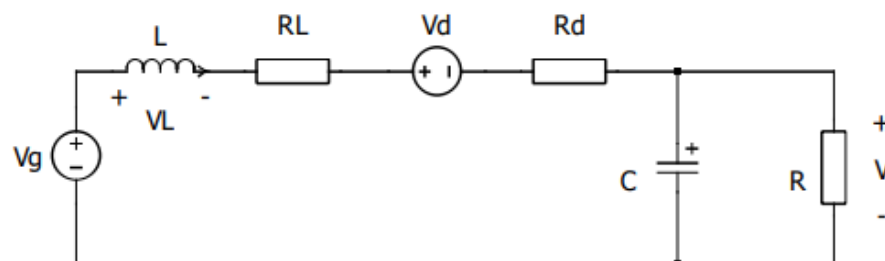 L RL Vd Rd
+ VL -
Vg + -
+ -
+
C R
+ V -